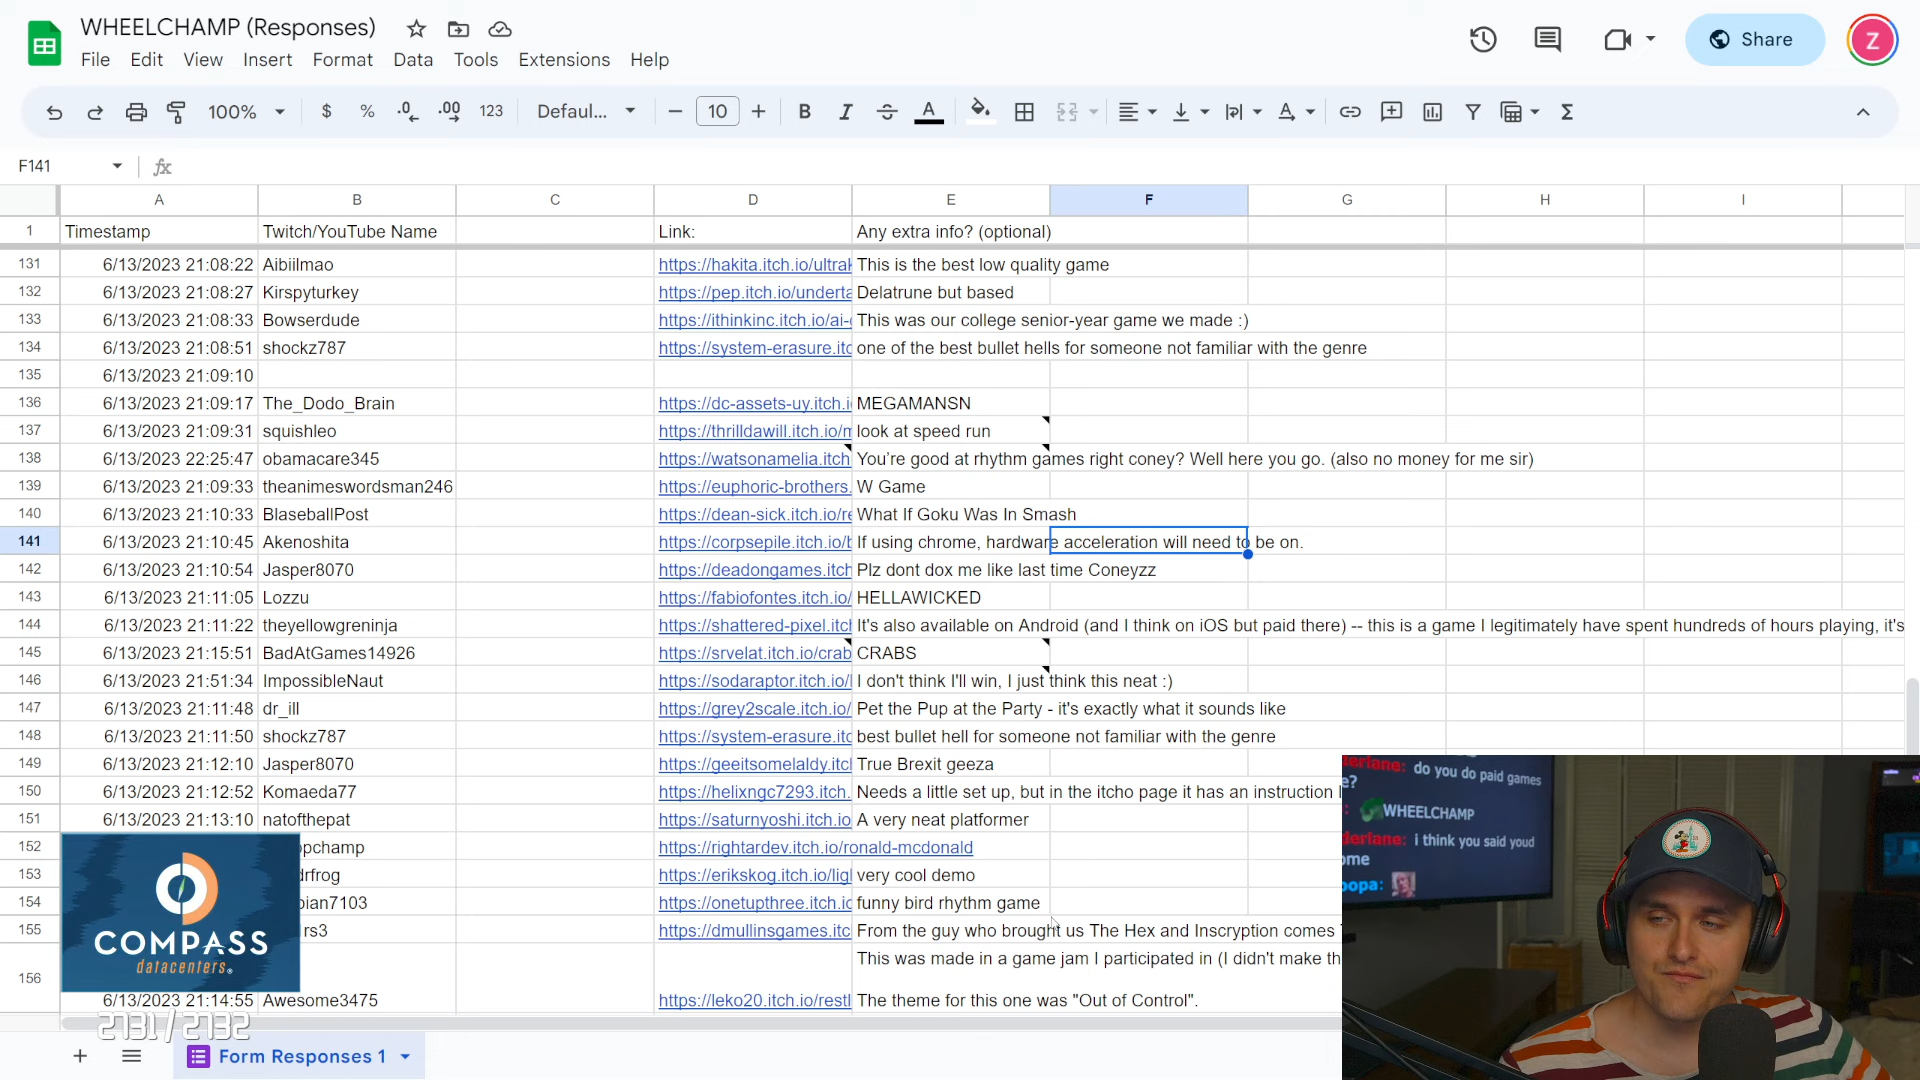 WHEELCHAMP (Responses)
File Edit View Insert Format Data Tools Extensions Help
Share
Z
100% $ % .0 .00 123 Defaul... 10 B I A
F141 fx
A B C D E F G H I
1 Timestamp Twitch/YouTube Name Link: Any extra info? (optional)
131 6/13/2023 21:08:22 Aibiilmao https://hakita.itch.io/ultrak This is the best low quality game
132 6/13/2023 21:08:27 Kirspyturkey https://pep.itch.io/underta Delatrune but based
133 6/13/2023 21:08:33 Bowserdude https://ithinkinc.itch.io/ai- This was our college senior-year game we made :)
134 6/13/2023 21:08:51 shockz787 https://system-erasure.itc one of the best bullet hells for someone not familiar with the genre
135 6/13/2023 21:09:10
136 6/13/2023 21:09:17 The_Dodo_Brain https://dc-assets-uy.itch.i MEGAMANSN
137 6/13/2023 21:09:31 squishleo https://thrilldawill.itch.io/m look at speed run
138 6/13/2023 22:25:47 obamacare345 https://watsonamelia.itch You're good at rhythm games right coney? Well here you go. (also no money for me sir)
139 6/13/2023 21:09:33 theanimeswordsman246 https://euphoric-brothers. W Game
140 6/13/2023 21:10:33 BlaseballPost https://dean-sick.itch.io/re What If Goku Was In Smash
141 6/13/2023 21:10:45 Akenoshita https://corpsepile.itch.io/b If using chrome, hardware acceleration will need to be on.
142 6/13/2023 21:10:54 Jasper8070 https://deadongames.itch Plz dont dox me like last time Coneyzz
143 6/13/2023 21:11:05 Lozzu https://fabiofontes.itch.io/ HELLAWICKED
144 6/13/2023 21:11:22 theyellowgreninja https://shattered-pixel.itcl It's also available on Android (and I think on iOS but paid there) -- this is a game I legitimately have spent hundreds of hours playing, it's
145 6/13/2023 21:15:51 BadAtGames14926 https://srvelat.itch.io/crab CRABS
146 6/13/2023 21:51:34 ImpossibleNaut https://sodaraptor.itch.io/l I don't think I'll win, I just think this neat :)
147 6/13/2023 21:11:48 dr_ill https://grey2scale.itch.io/ Pet the Pup at the Party - it's exactly what it sounds like
148 6/13/2023 21:11:50 shockz787 https://system-erasure.itc best bullet hell for someone not familiar with the genre
149 6/13/2023 21:12:10 Jasper8070 https://geeitsomelaldy.itcl True Brexit geeza
150 6/13/2023 21:12:52 Komaeda77 https://helixngc7293.itch. Needs a little set up, but in the itcho page it has an instruction
151 6/13/2023 21:13:10 natofthepat https://saturnyoshi.itch.io A very neat platformer
152 opchamp https://rightardev.itch.io/ronald-mcdonald
153 drfrog https://erikskog.itch.io/lig very cool demo
154 bian7103 https://onetupthree.itch.ic funny bird rhythm game
155 rs3 https://dmullinsgames.itc From the guy who brought us The Hex and Inscryption comes
This was made in a game jam I participated in (I didn't make th
156
6/13/2023 21:14:55 Awesome3475 https://leko20.itch.io/restl The theme for this one was "Out of Control".
COMPASS
datacenters.
2731 / 2732
Form Responses 1
derlane: do you do paid games
e?
WHEELCHAMP
derlane: i think you said youd
ome
oopa: